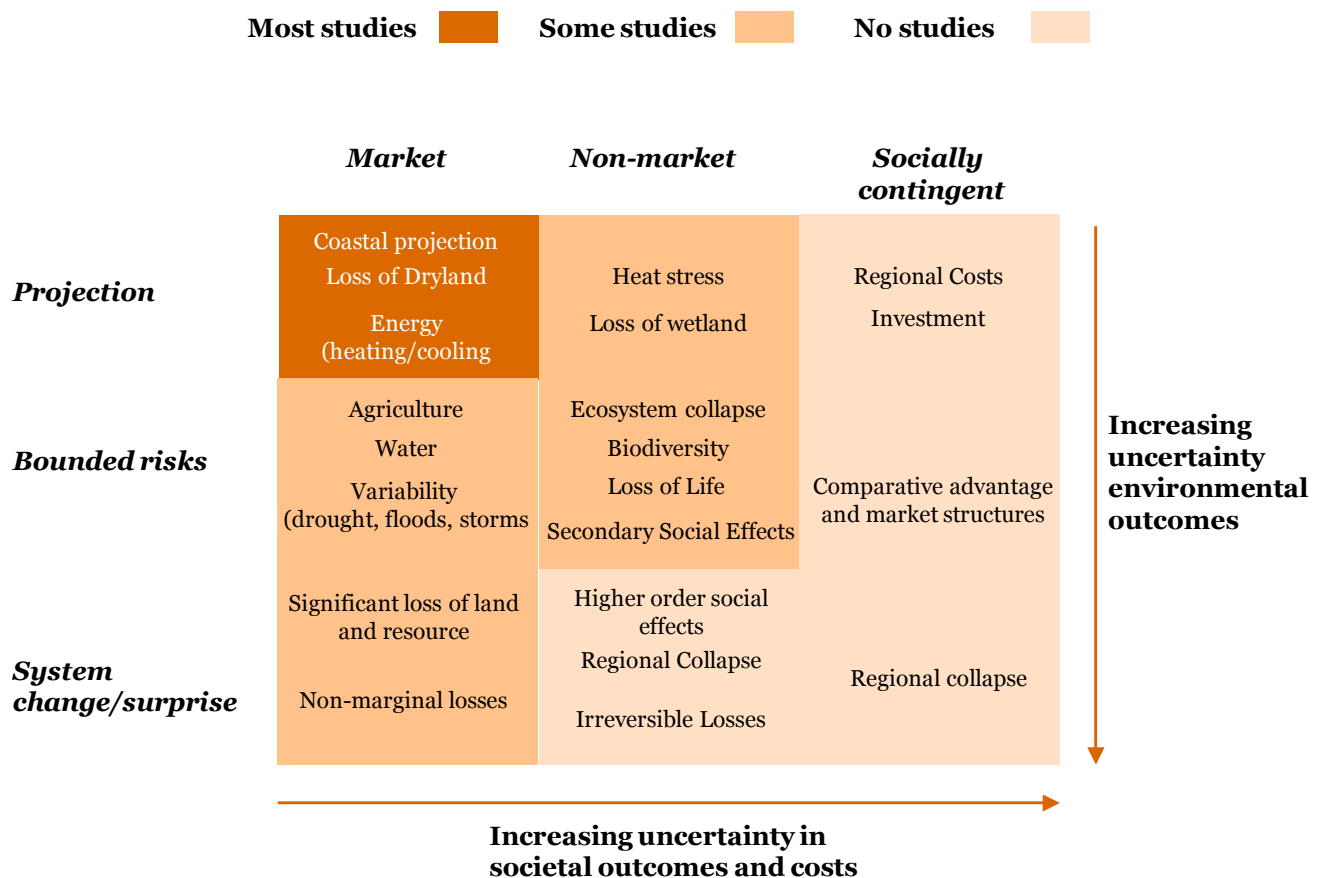 Most studies
Some studies
No studies
Market
Non-market
Socially
contingent
Projection
Coastal projection
Loss of Dryland
Energy
(heating/cooling
Heat stress
Loss of wetland
Regional Costs
Investment
Bounded risks
Agriculture
Water
Variability
(drought, floods, storms
Ecosystem collapse
Biodiversity
Loss of Life
Secondary Social Effects
Comparative advantage
and market structures
System
change/surprise
Significant loss of land
and resource
Non-marginal losses
Higher order social
effects
Regional Collapse
Irreversible Losses
Regional collapse
Increasing
uncertainty
environmental
outcomes
Increasing uncertainty in
societal outcomes and costs